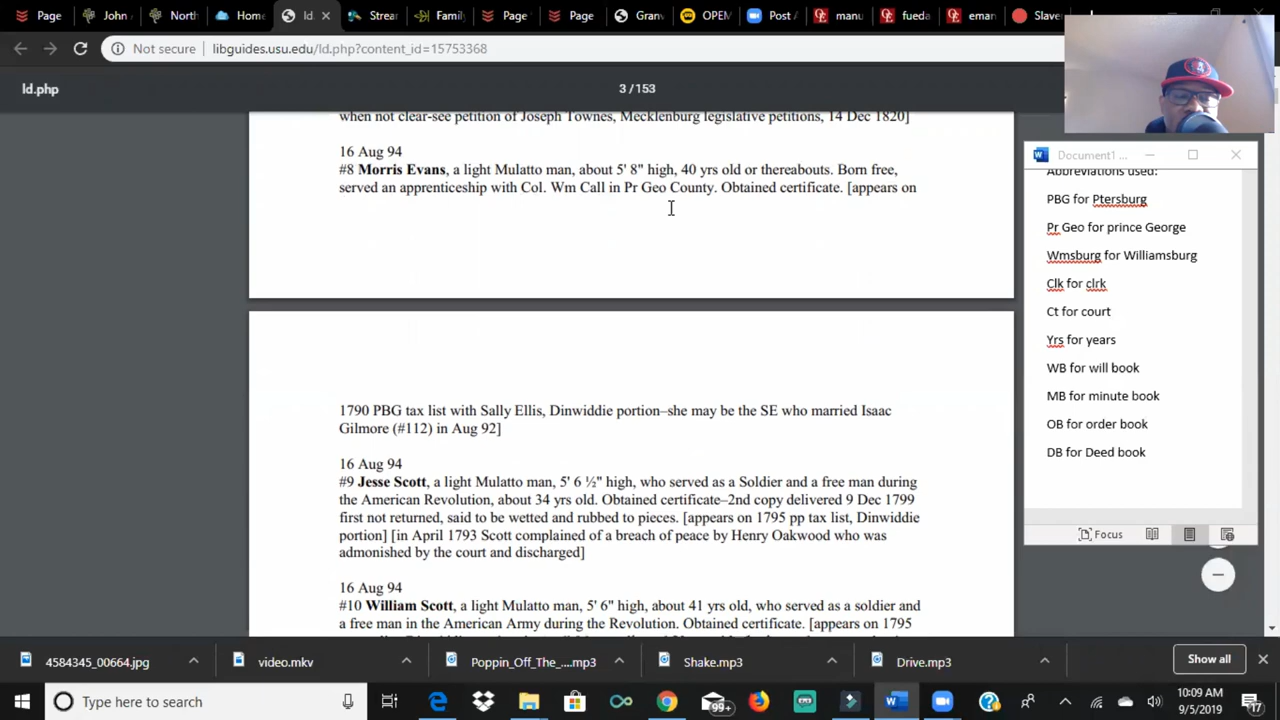 Page
John /
North
Home
ld.
Strear
Famil
Page
Page
Granv
OPEM
Post /
manu
fueda
eman
Slave
Not secure
libguides.usu.edu/ld.php?content_id=15753368
ld.php
3 / 153
when not clear-see petition of Joseph Townes, Mecklenburg legislative petitions, 14 Dec 1820]
16 Aug 94
#8 Morris Evans, a light Mulatto man, about 5' 8" high, 40 yrs old or thereabouts. Born free,
served an apprenticeship with Col. Wm Call in Pr Geo County. Obtained certificate. [appears on
1790 PBG tax list with Sally Ellis, Dinwiddie portion–she may be the SE who married Isaac
Gilmore (#112) in Aug 92]
16 Aug 94
#9 Jesse Scott, a light Mulatto man, 5' 6 ½" high, who served as a Soldier and a free man during
the American Revolution, about 34 yrs old. Obtained certificate–2nd copy delivered 9 Dec 1799
first not returned, said to be wetted and rubbed to pieces. [appears on 1795 pp tax list, Dinwiddie
portion] [in April 1793 Scott complained of a breach of peace by Henry Oakwood who was
admonished by the court and discharged]
16 Aug 94
#10 William Scott, a light Mulatto man, 5' 6" high, about 41 yrs old, who served as a soldier and
a free man in the American Army during the Revolution. Obtained certificate. [appears on 1795
Document1 ...
Abbreviations used:
PBG for Ptersburg
Pr Geo for prince George
Wmsburg for Williamsburg
Clk for clrk
Ct for court
Yrs for years
WB for will book
MB for minute book
OB for order book
DB for Deed book
Focus
4584345_00664.jpg
video.mkv
Poppin_Off_The_....mp3
Shake.mp3
Drive.mp3
Show all
Type here to search
99+
10:09 AM
9/5/2019
17